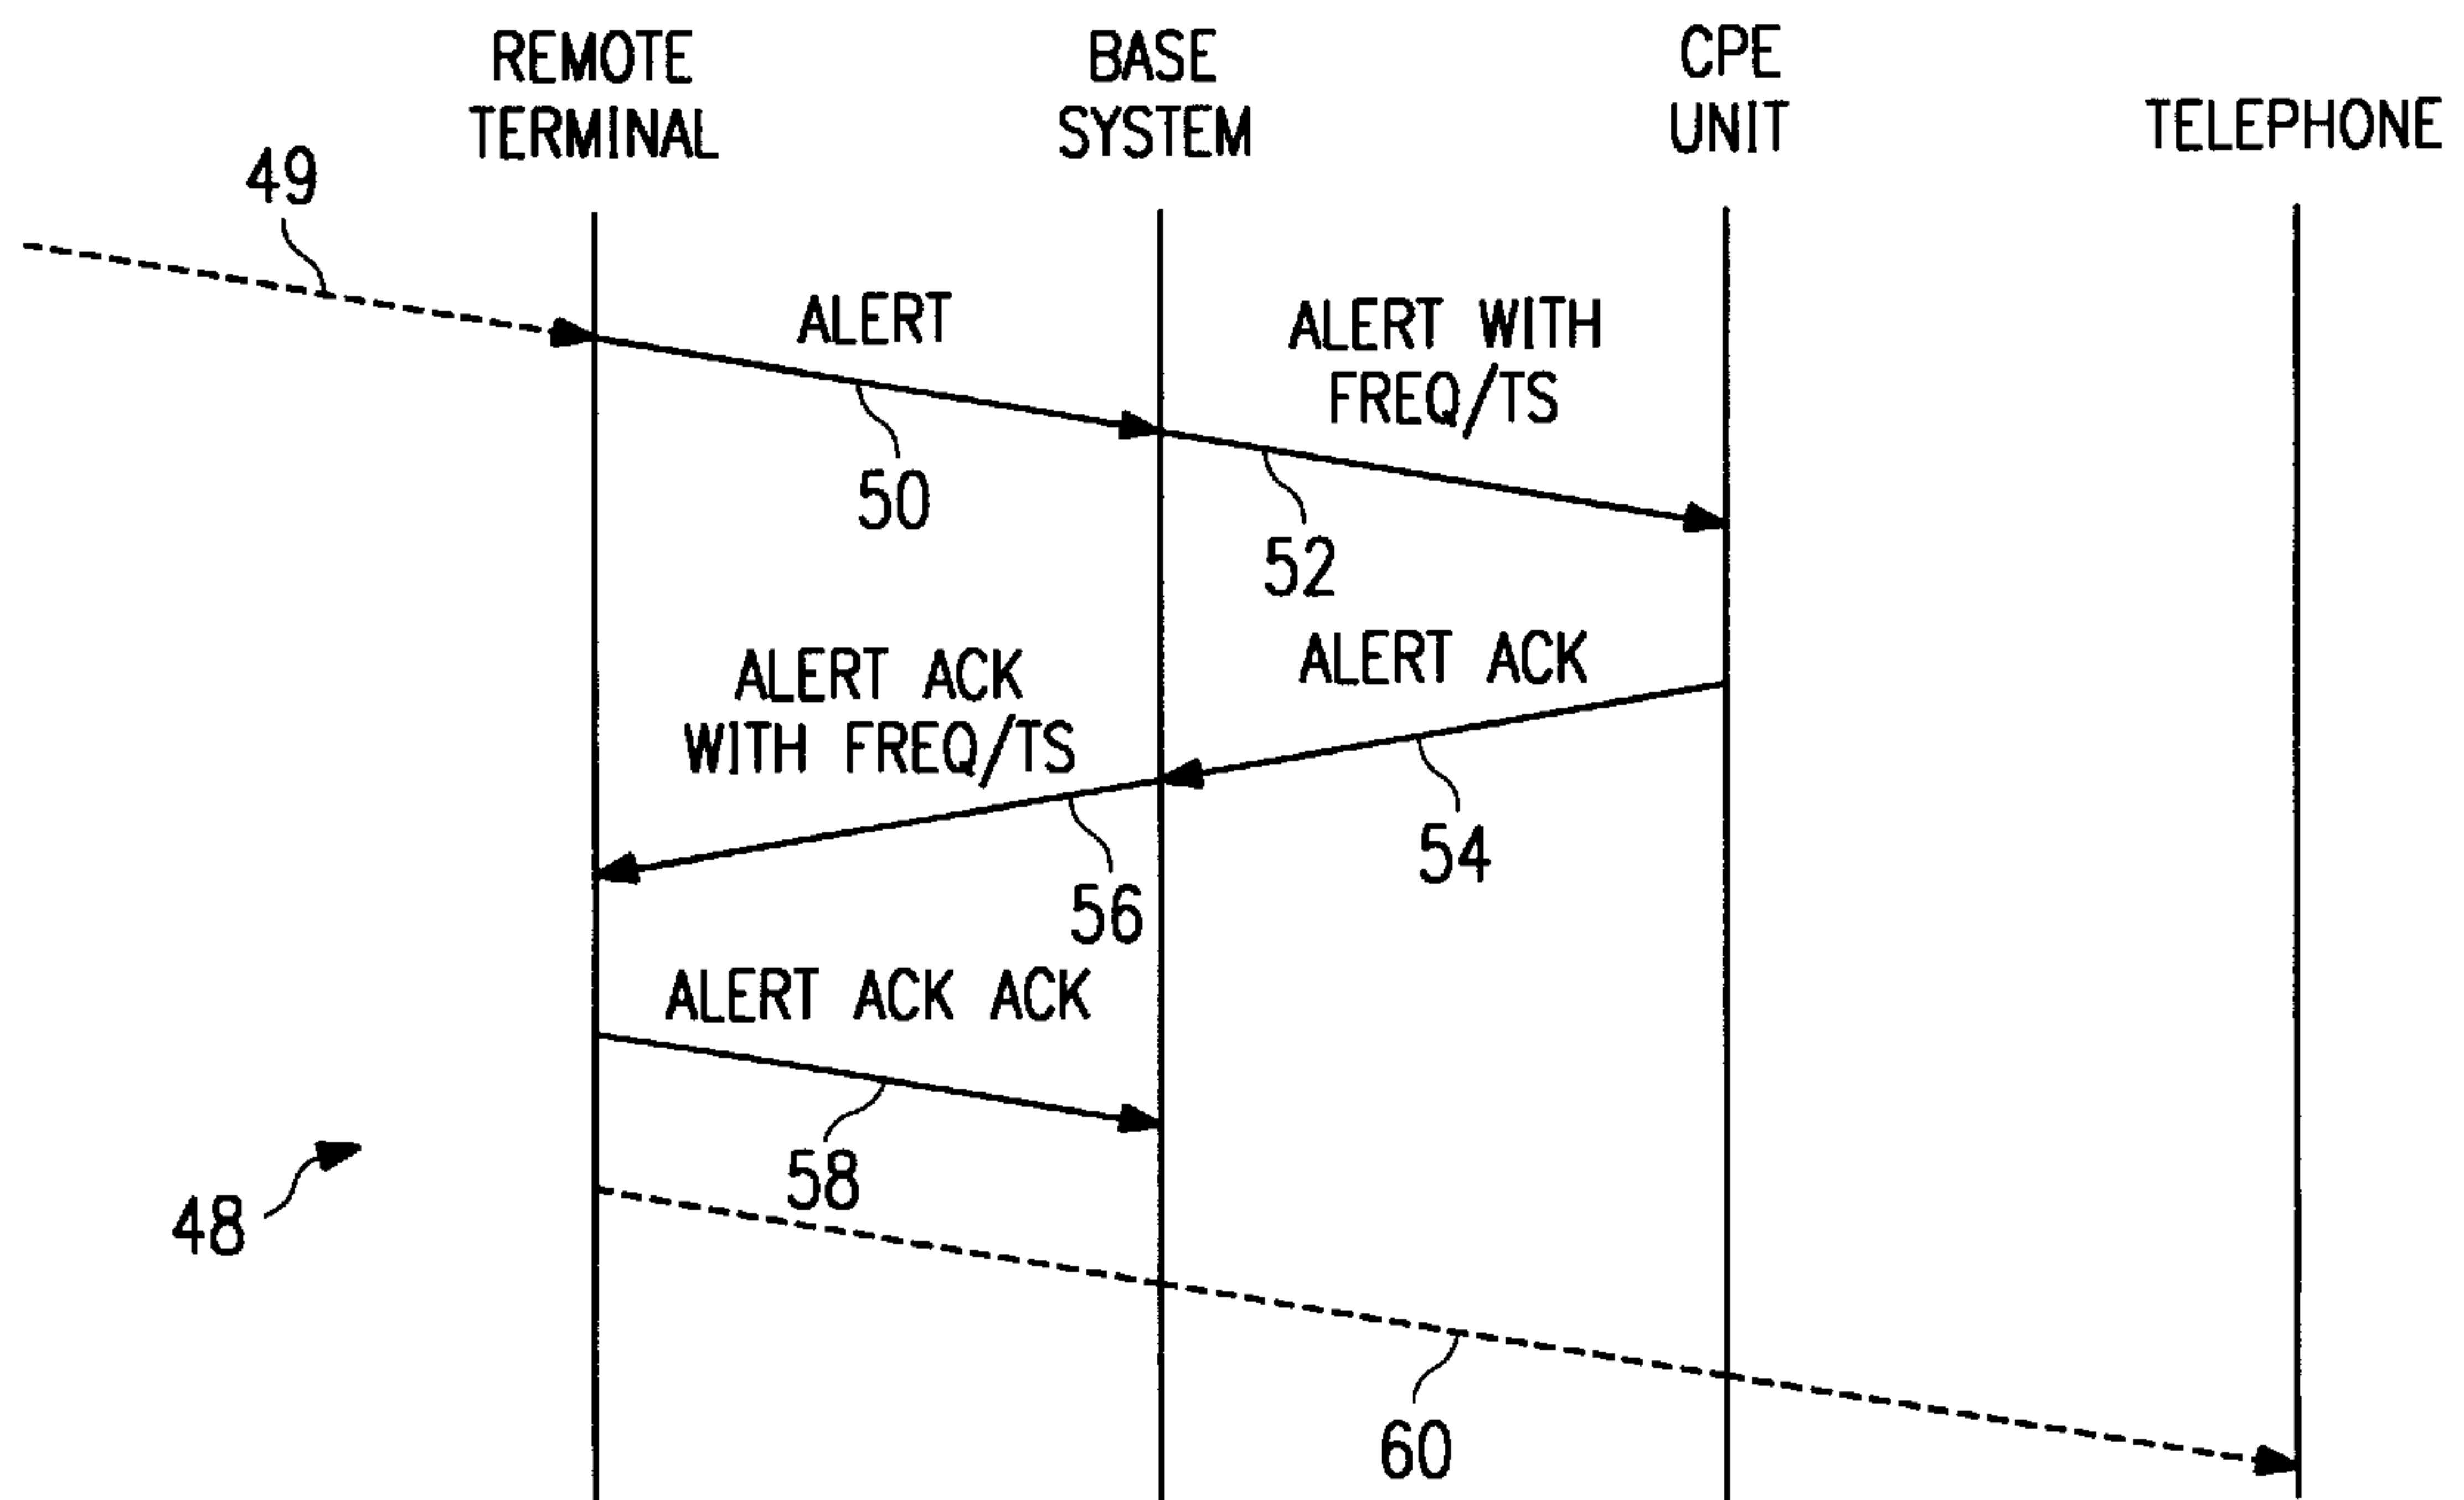 REMOTE
TERMINAL
BASE
SYSTEM
CPE
UNIT
TELEPHONE
49
ALERT
ALERT WITH
FREQ/TS
50
52
ALERT ACK
WITH FREQ/TS
ALERT ACK
54
56
ALERT ACK ACK
58
48
60